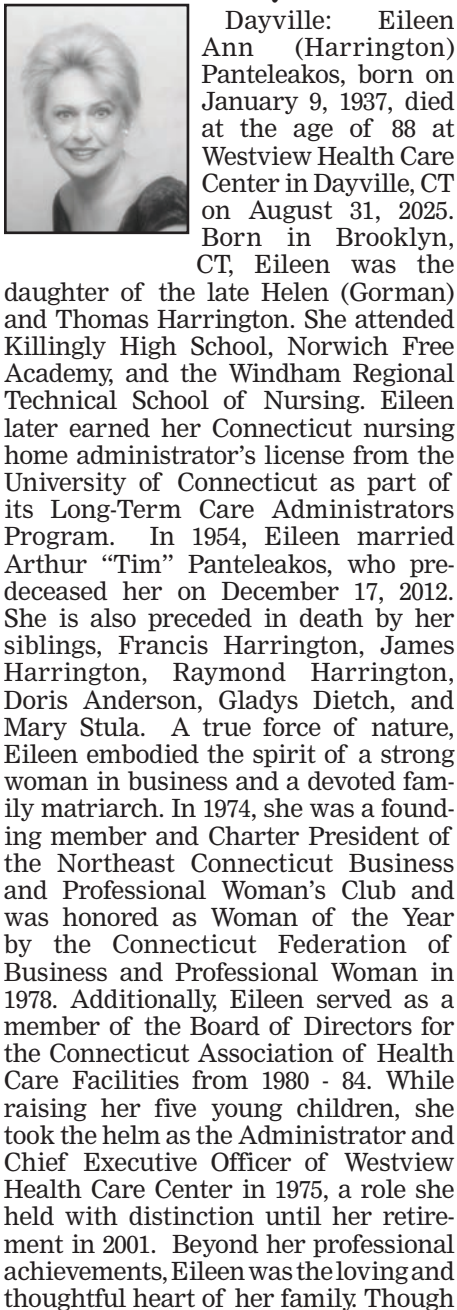 Dayville: Eileen
Ann (Harrington)
Panteleakos, born on
January 9, 1937, died
at the age of 88 at
Westview Health Care
Center in Dayville, CT
on August 31, 2025.
Born in Brooklyn,
CT, Eileen was the
daughter of the late Helen (Gorman)
and Thomas Harrington. She attended
Killingly High School, Norwich Free
Academy, and the Windham Regional
Technical School of Nursing. Eileen
later earned her Connecticut nursing
home administrator’s license from the
University of Connecticut as part of
its Long-Term Care Administrators
Program. In 1954, Eileen married
Arthur “Tim” Panteleakos, who pre-
deceased her on December 17, 2012.
She is also preceded in death by her
siblings, Francis Harrington, James
Harrington, Raymond Harrington,
Doris Anderson, Gladys Dietch, and
Mary Stula. A true force of nature,
Eileen embodied the spirit of a strong
woman in business and a devoted fam-
ily matriarch. In 1974, she was a found-
ing member and Charter President of
the Northeast Connecticut Business
and Professional Woman’s Club and
was honored as Woman of the Year
by the Connecticut Federation of
Business and Professional Woman in
1978. Additionally, Eileen served as a
member of the Board of Directors for
the Connecticut Association of Health
Care Facilities from 1980 - 84. While
raising her five young children, she
took the helm as the Administrator and
Chief Executive Officer of Westview
Health Care Center in 1975, a role she
held with distinction until her retire-
ment in 2001. Beyond her professional
achievements, Eileen was the loving and
thoughtful heart of her family. Though